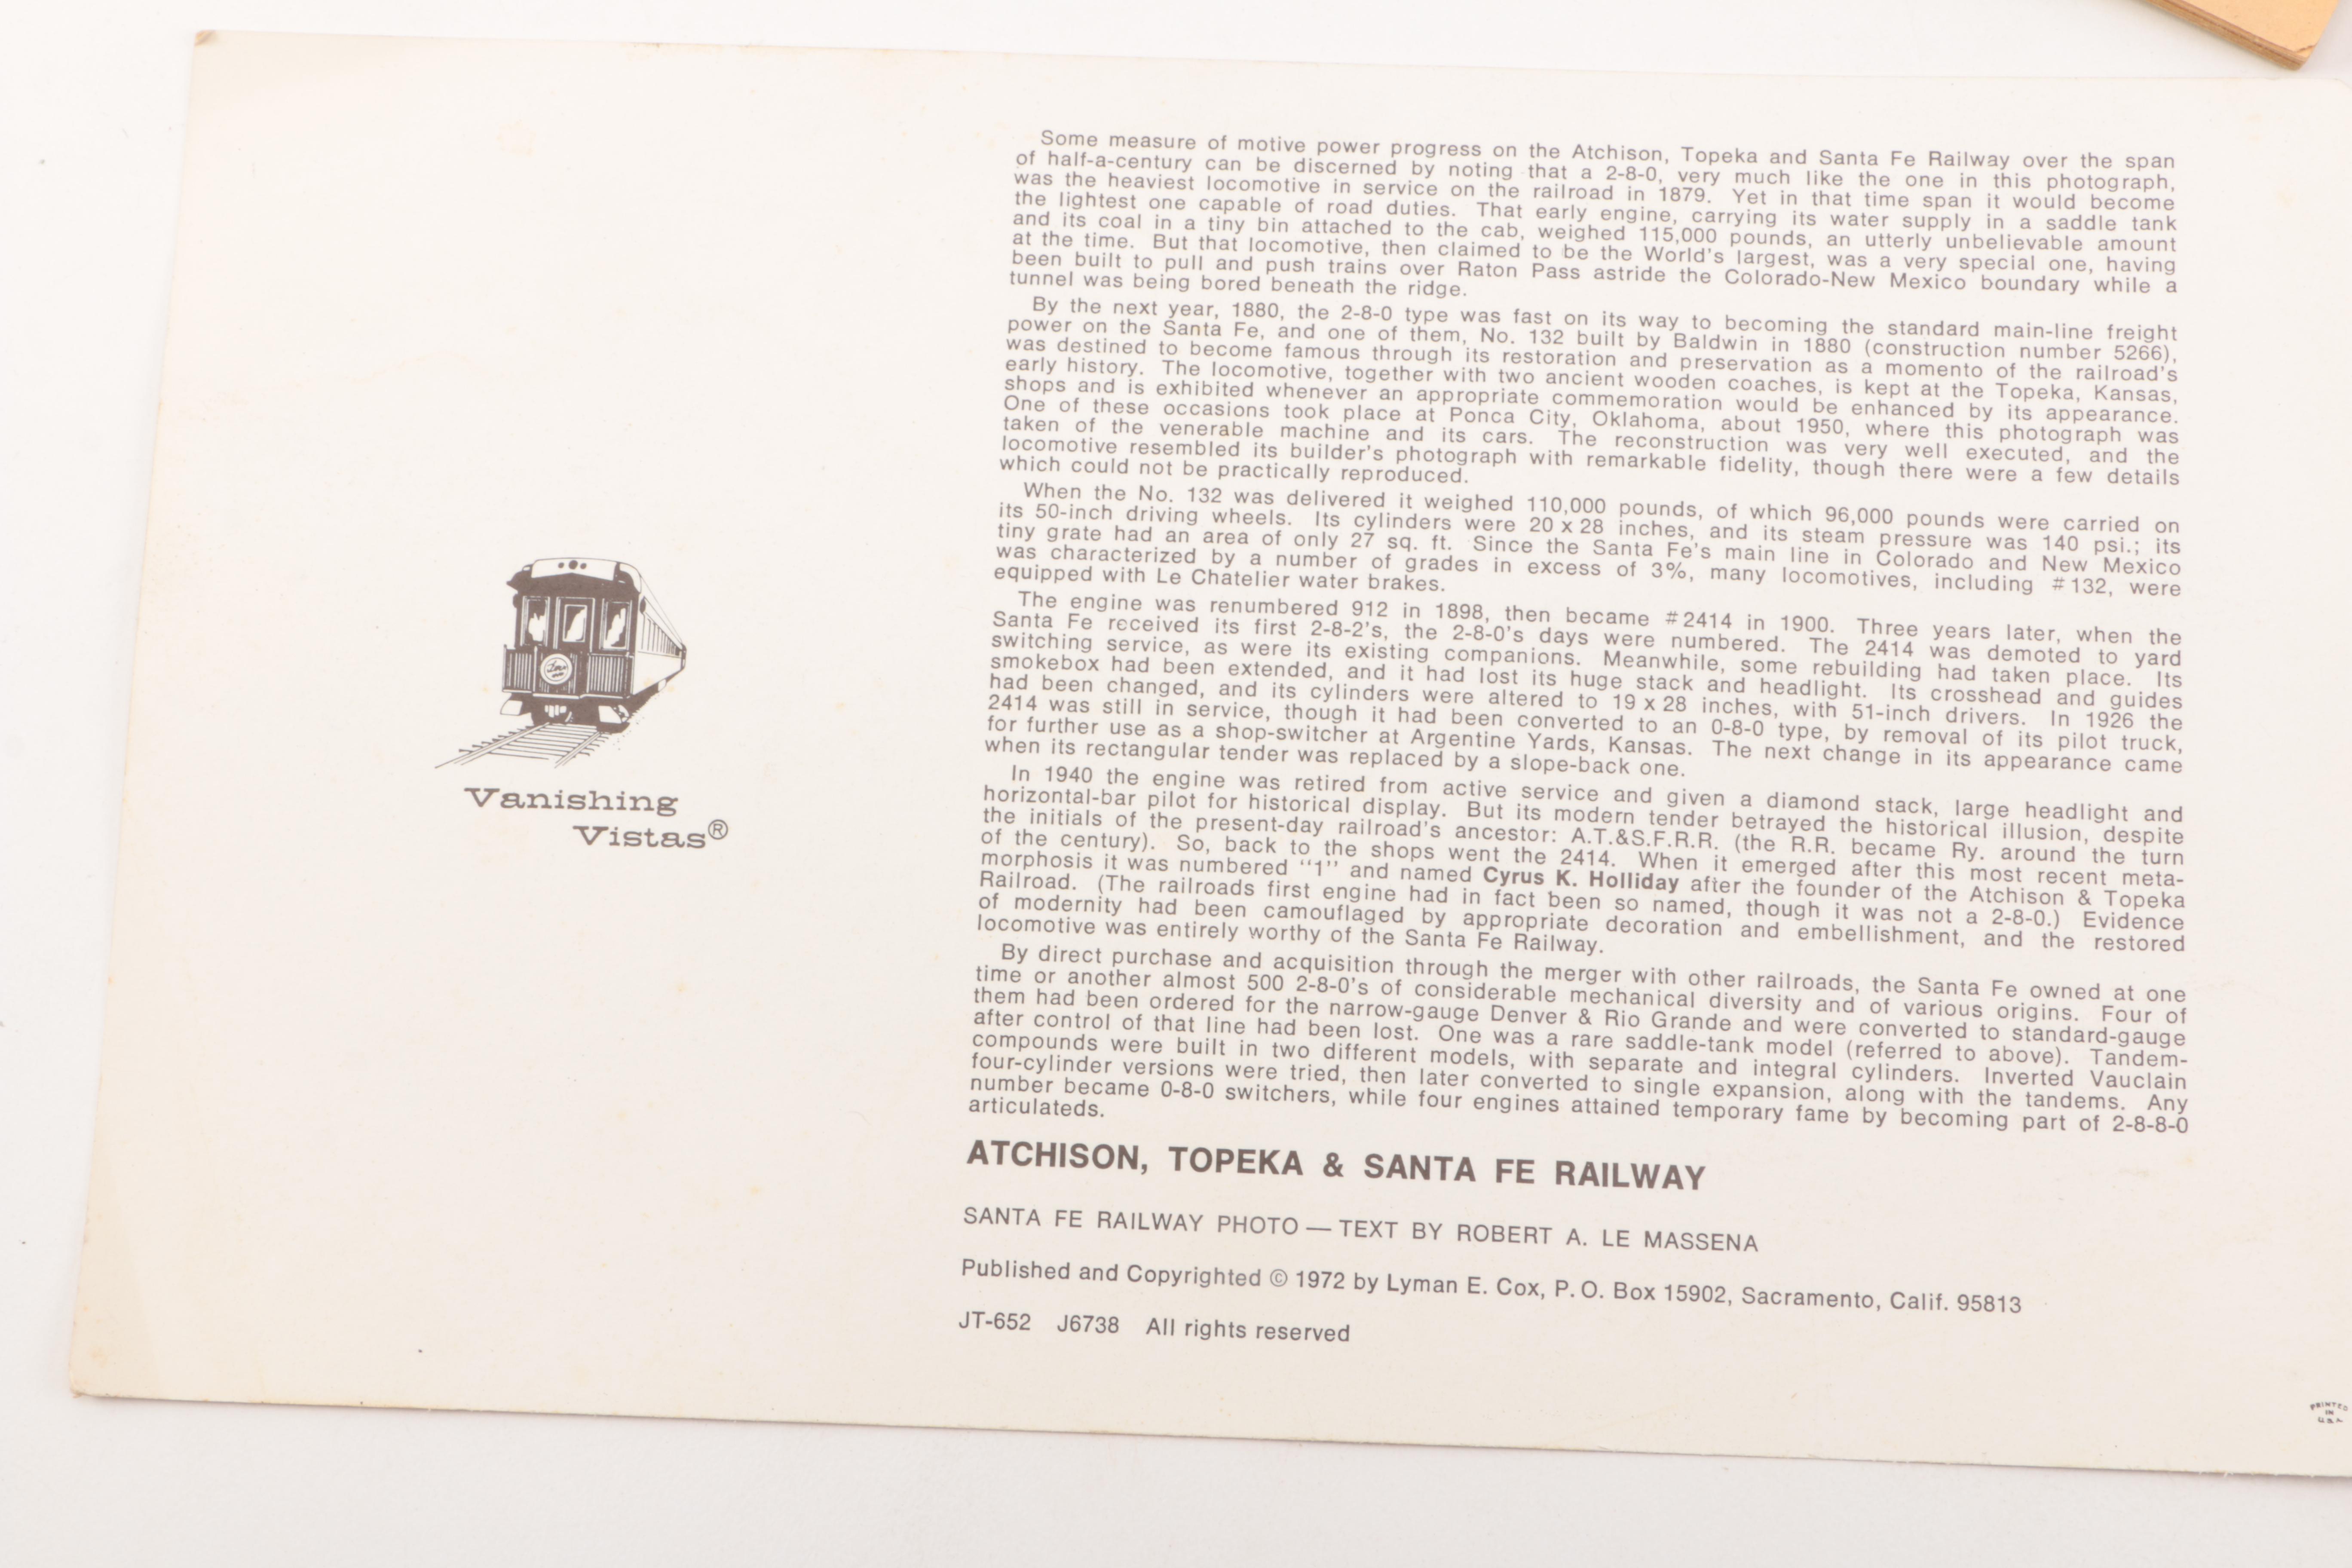 Some measure of motive power progress on the Atchison, Topeka and Santa Fe Railway over the span
of half-a-century can be discerned by noting that a 2-8-0, very much like the one in this photograph,
was the heaviest locomotive in service on the railroad in 1879. Yet in that time span it would become
the lightest one capable of road duties. That early engine, carrying its water supply in a saddle tank
and its coal in a tiny bin attached to the cab, weighed 115,000 pounds, an utterly unbelievable amount
at the time. But that locomotive, then claimed to be the World's largest, was a very special one, having
been built to pull and push trains over Raton Pass astride the Colorado-New Mexico boundary while a
tunnel was being bored beneath the ridge.
By the next year, 1880, the 2-8-0 type was fast on its way to becoming the standard main-line freight
power on the Santa Fe, and one of them, No. 132 built by Baldwin in 1880 (construction number 5266),
was destined to become famous through its restoration and preservation as a momento of the railroad's
early history. The locomotive, together with two ancient wooden coaches, is kept at the Topeka, Kansas,
shops and is exhibited whenever an appropriate commemoration would be enhanced by its appearance.
One of these occasions took place at Ponca City, Oklahoma, about 1950, where this photograph was
taken of the venerable machine and its cars. The reconstruction was very well executed, and the
locomotive resembled its builder's photograph with remarkable fidelity, though there were a few details
which could not be practically reproduced.
When the No. 132 was delivered it weighed 110,000 pounds, of which 96,000 pounds were carried on
its 50-inch driving wheels. Its cylinders were 20 x 28 inches, and its steam pressure was 140 psi.; its
tiny grate had an area of only 27 sq. ft. Since the Santa Fe's main line in Colorado and New Mexico
was characterized by a number of grades in excess of 3%, many locomotives, including #132, were
equipped with Le Chatelier water brakes.
The engine was renumbered 912 in 1898, then became #2414 in 1900. Three years later, when the
Santa Fe received its first 2-8-2's, the 2-8-0's days were numbered. The 2414 was demoted to yard
switching service, as were its existing companions. Meanwhile, some rebuilding had taken place. Its
smokebox had been extended, and it had lost its huge stack and headlight. Its crosshead and guides
had been changed, and its cylinders were altered to 19 x 28 inches, with 51-inch drivers. In 1926 the
2414 was still in service, though it had been converted to an 0-8-0 type, by removal of its pilot truck,
for further use as a shop-switcher at Argentine Yards, Kansas. The next change in its appearance came
when its rectangular tender was replaced by a slope-back one.
In 1940 the engine was retired from active service and given a diamond stack, large headlight and
horizontal-bar pilot for historical display. But its modern tender betrayed the historical illusion, despite
the initials of the present-day railroad's ancestor: A.T.&S.F.R.R. (the R.R. became Ry. around the turn
of the century). So, back to the shops went the 2414. When it emerged after this most recent meta-
morphosis it was numbered "1" and named Cyrus K. Holliday after the founder of the Atchison & Topeka
Railroad. (The railroads first engine had in fact been so named, though it was not a 2-8-0.) Evidence
of modernity had been camouflaged by appropriate decoration and embellishment, and the restored
locomotive was entirely worthy of the Santa Fe Railway.
By direct purchase and acquisition through the merger with other railroads, the Santa Fe owned at one
time or another almost 500 2-8-0's of considerable mechanical diversity and of various origins. Four of
them had been ordered for the narrow-gauge Denver & Rio Grande and were converted to standard-gauge
after control of that line had been lost. One was a rare saddle-tank model (referred to above). Tandem-
compounds were built in two different models, with separate and integral cylinders. Inverted Vauclain
four-cylinder versions were tried, then later converted to single expansion, along with the tandems. Any
number became 0-8-0 switchers, while four engines attained temporary fame by becoming part of 2-8-8-0
articulateds.
Vanishing
Vistas®
ATCHISON, TOPEKA & SANTA FE RAILWAY
SANTA FE RAILWAY PHOTO — TEXT BY ROBERT A. LE MASSENA
Published and Copyrighted © 1972 by Lyman E. Cox, P. O. Box 15902, Sacramento, Calif. 95813
JT-652 J6738 All rights reserved
PRINTED
IN
U.S.A